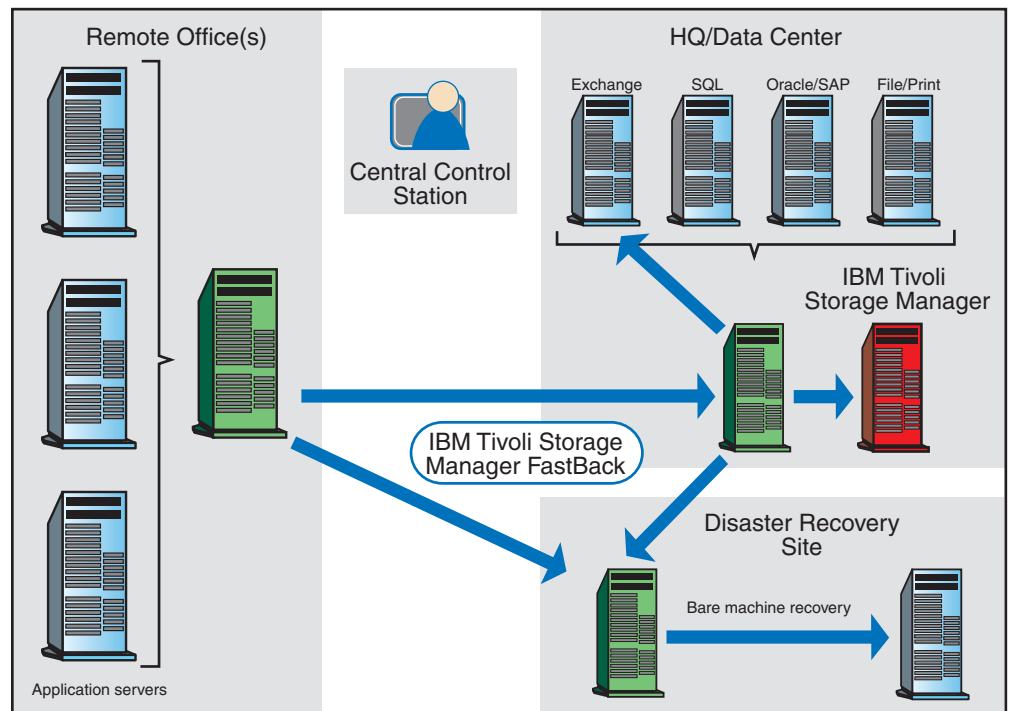 Remote Office(s)
HQ/Data Center
Exchange
SQL
Oracle/SAP
File/Print
Central Control
Station
IBM Tivoli
Storage Manager
IBM Tivoli Storage
Manager FastBack
Disaster Recovery
Site
Bare machine recovery
Application servers